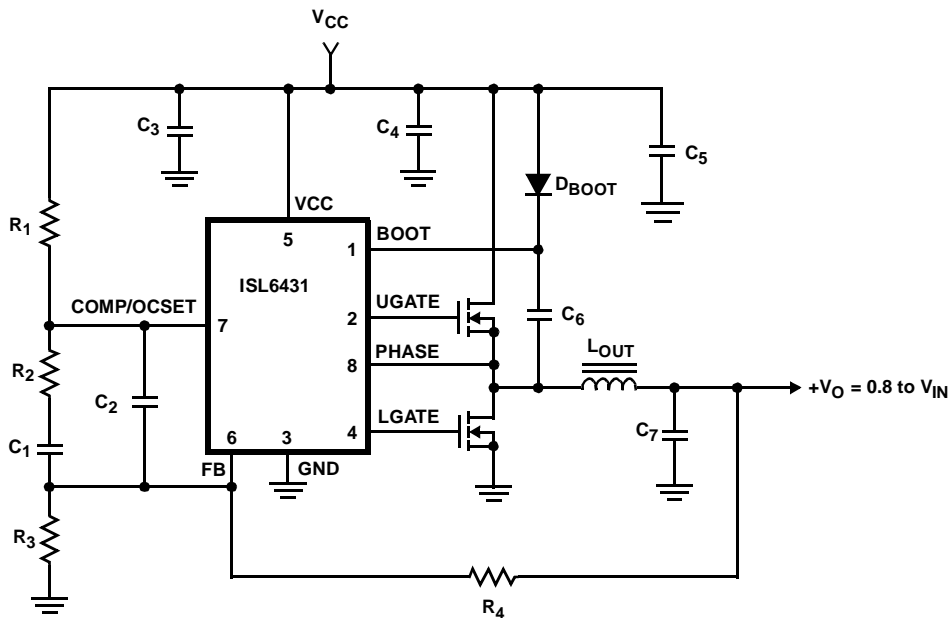 VCC
C3
C4
C5
DBOOT
R1
VCC
5
BOOT
1
ISL6431
COMP/OCSET
7
UGATE
2
C6
PHASE
8
LOUT
+VO = 0.8 to VIN
R2
C2
C7
LGATE
4
C1
6
3
FB
GND
R3
R4